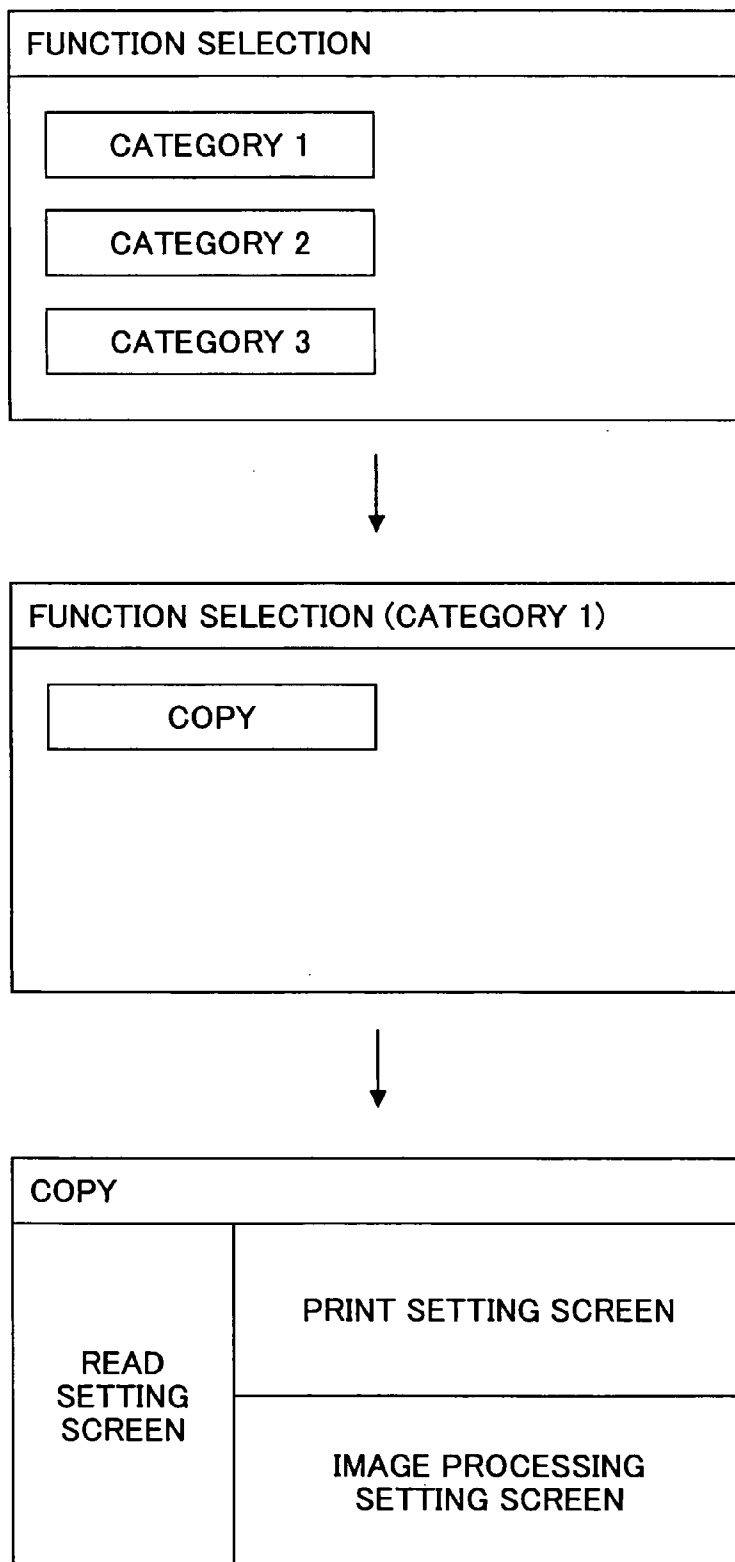 FUNCTION SELECTION
CATEGORY 1
CATEGORY 2
CATEGORY 3
FUNCTION SELECTION (CATEGORY 1)
COPY
COPY
READ
SETTING
SCREEN
PRINT SETTING SCREEN
IMAGE PROCESSING
SETTING SCREEN